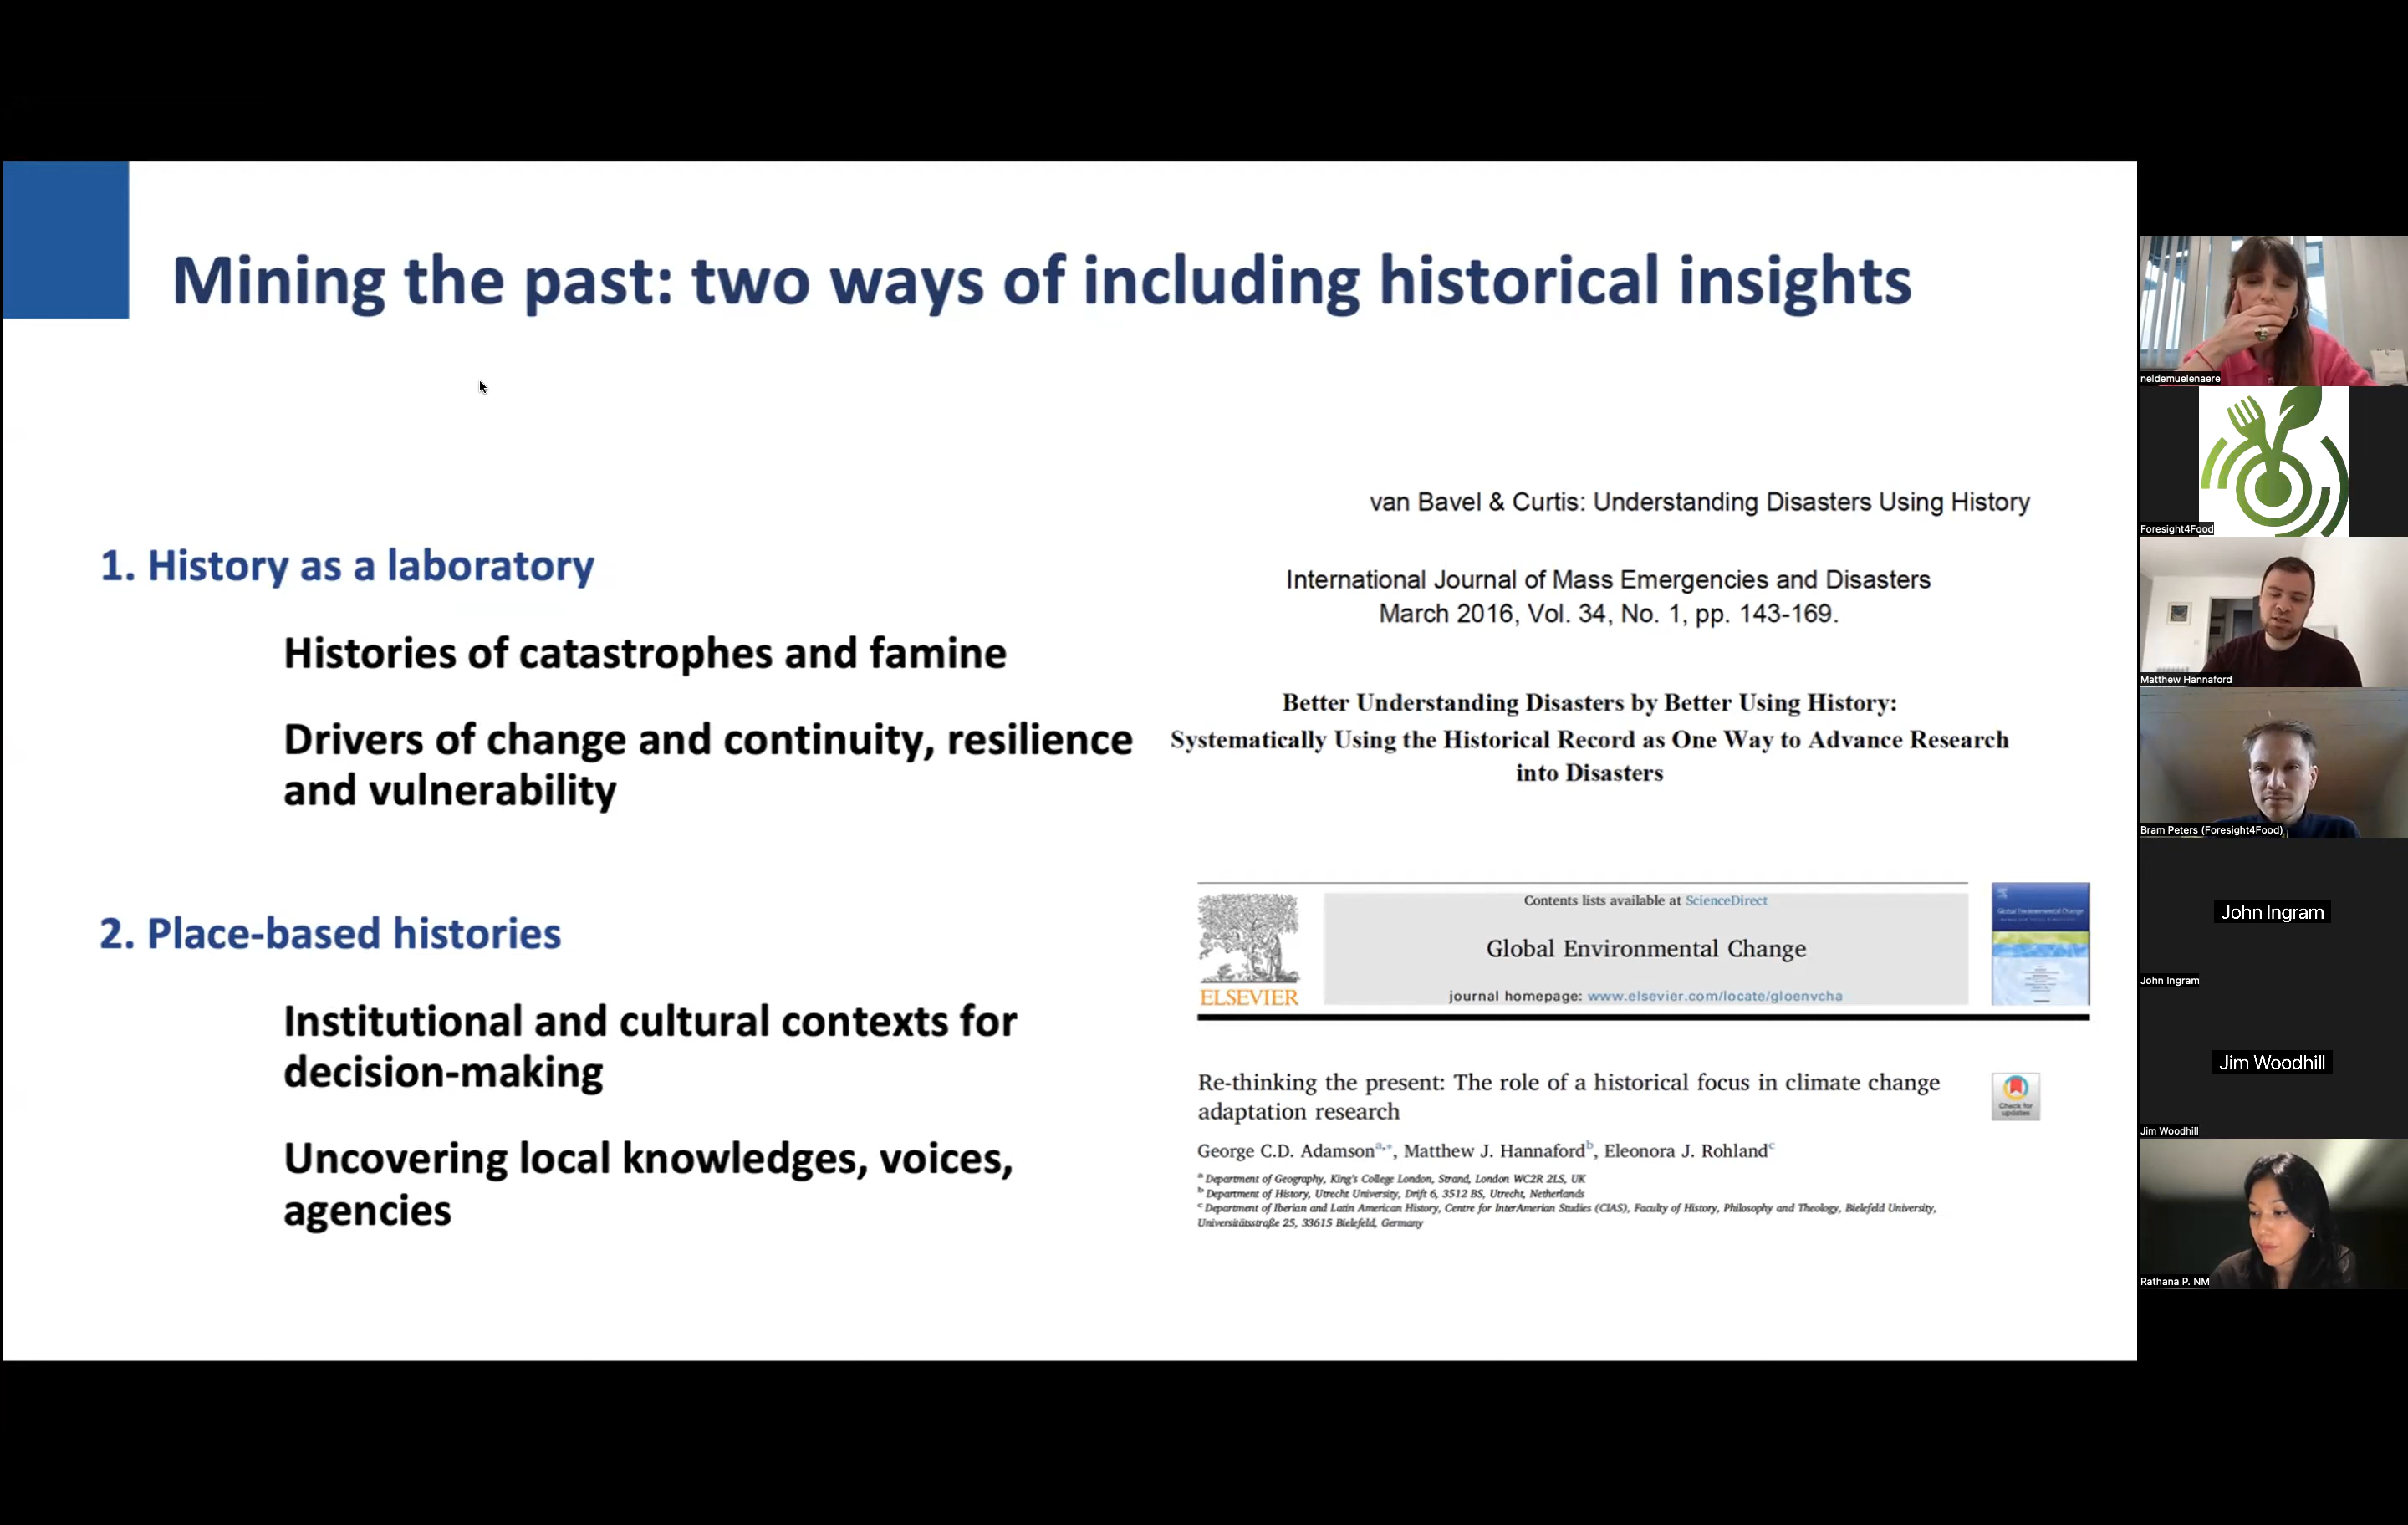 Mining the past: two ways of including historical insights
1. History as a laboratory
Histories of catastrophes and famine
Drivers of change and continuity, resilience
and vulnerability
2. Place-based histories
Institutional and cultural contexts for
decision-making
Uncovering local knowledges, voices,
agencies
van Bavel & Curtis: Understanding Disasters Using History
International Journal of Mass Emergencies and Disasters
March 2016, Vol. 34, No. 1, pp. 143-169.
Better Understanding Disasters by Better Using History:
Systematically Using the Historical Record as One Way to Advance Research
into Disasters
ELSEVIER
Contents lists available at ScienceDirect
Global Environmental Change
journal homepage: www.elsevier.com/locate/gloenvcha
Global Environmental Change
Re-thinking the present: The role of a historical focus in climate change
adaptation research
Check for
updates
George C.D. Adamson a,*, Matthew J. Hannaford b, Eleonora J. Rohland c
a Department of Geography, King's College London, Strand, London WC2R 2LS, UK
b Department of History, Utrecht University, Drift 6, 3512 BS, Utrecht, Netherlands
c Department of Iberian and Latin American History, Centre for InterAmerian Studies (CIAS), Faculty of History, Philosophy and Theology, Bielefeld University,
Universitätsstraße 25, 33615 Bielefeld, Germany
neldemuelenaere
Foresight4Food
Matthew Hannaford
Bram Peters (Foresight4Food)
John Ingram
John Ingram
Jim Woodhill
Jim Woodhill
Rathana P. NM